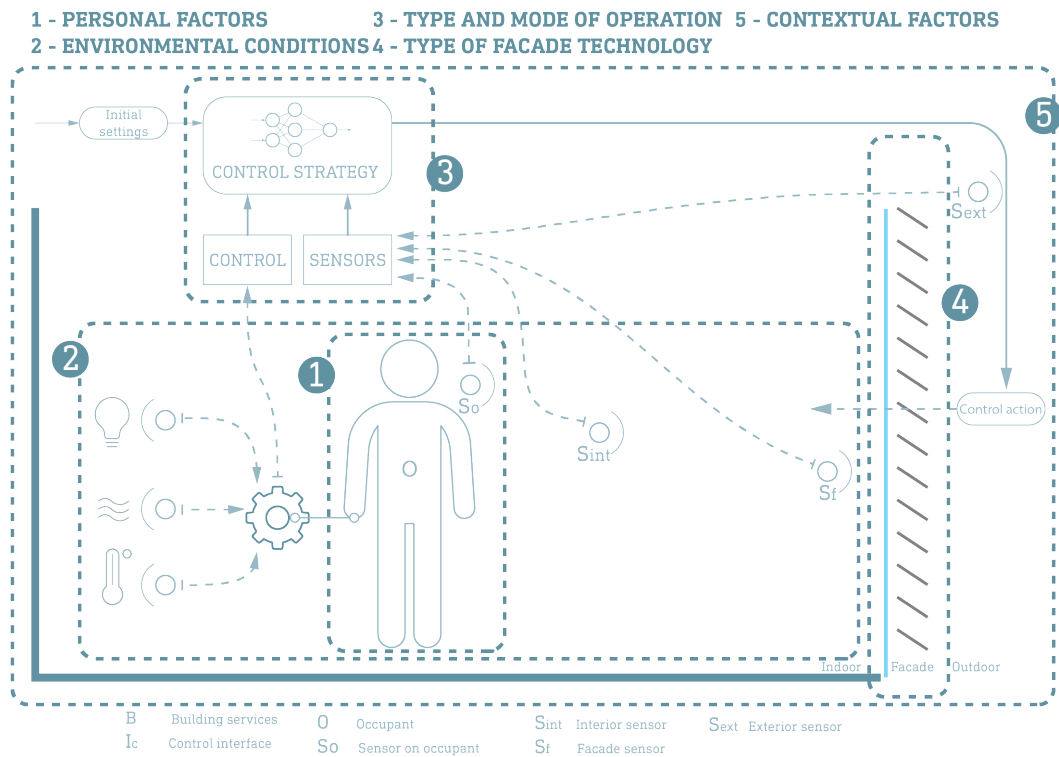 1 - PERSONAL FACTORS 3 - TYPE AND MODE OF OPERATION 5 - CONTEXTUAL FACTORS
2 - ENVIRONMENTAL CONDITIONS 4 - TYPE OF FACADE TECHNOLOGY
Initial
settings
5
CONTROL STRATEGY
3
Sext
CONTROL
SENSORS
4
2
1
So
Control action
Sint
O
Sf
Indoor Facade Outdoor
B Building services
Ic Control interface
O Occupant
So Sensor on occupant
Sint Interior sensor
Sf Facade sensor
Sext Exterior sensor